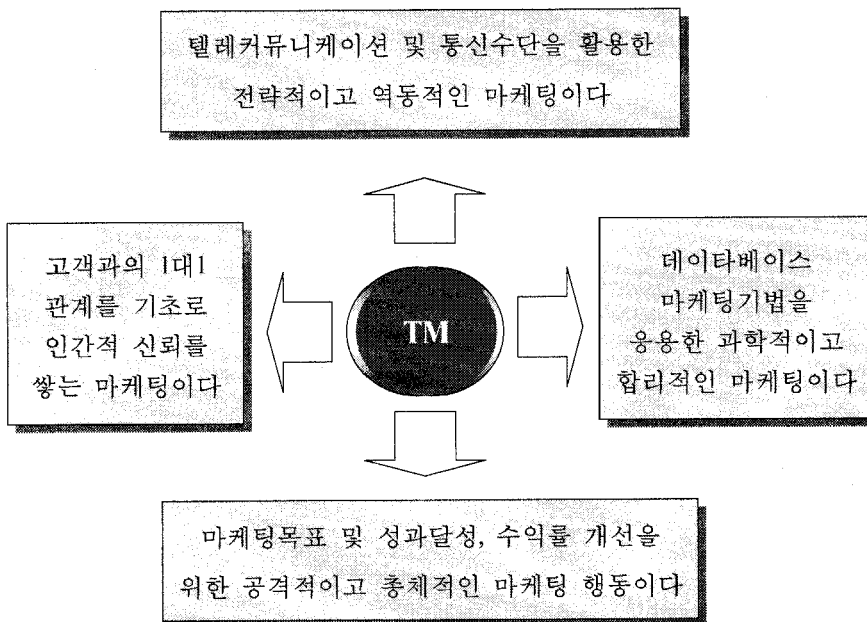 텔레커뮤니케이션 및 통신수단을 활용한
전략적이고 역동적인 마케팅이다
고객과의 1대1
관계를 기초로
인간적 신뢰를
쌓는 마케팅이다
TM
데이타베이스
마케팅기법을
응용한 과학적이고
합리적인 마케팅이다
마케팅목표 및 성과달성, 수익률 개선을
위한 공격적이고 총체적인 마케팅 행동이다